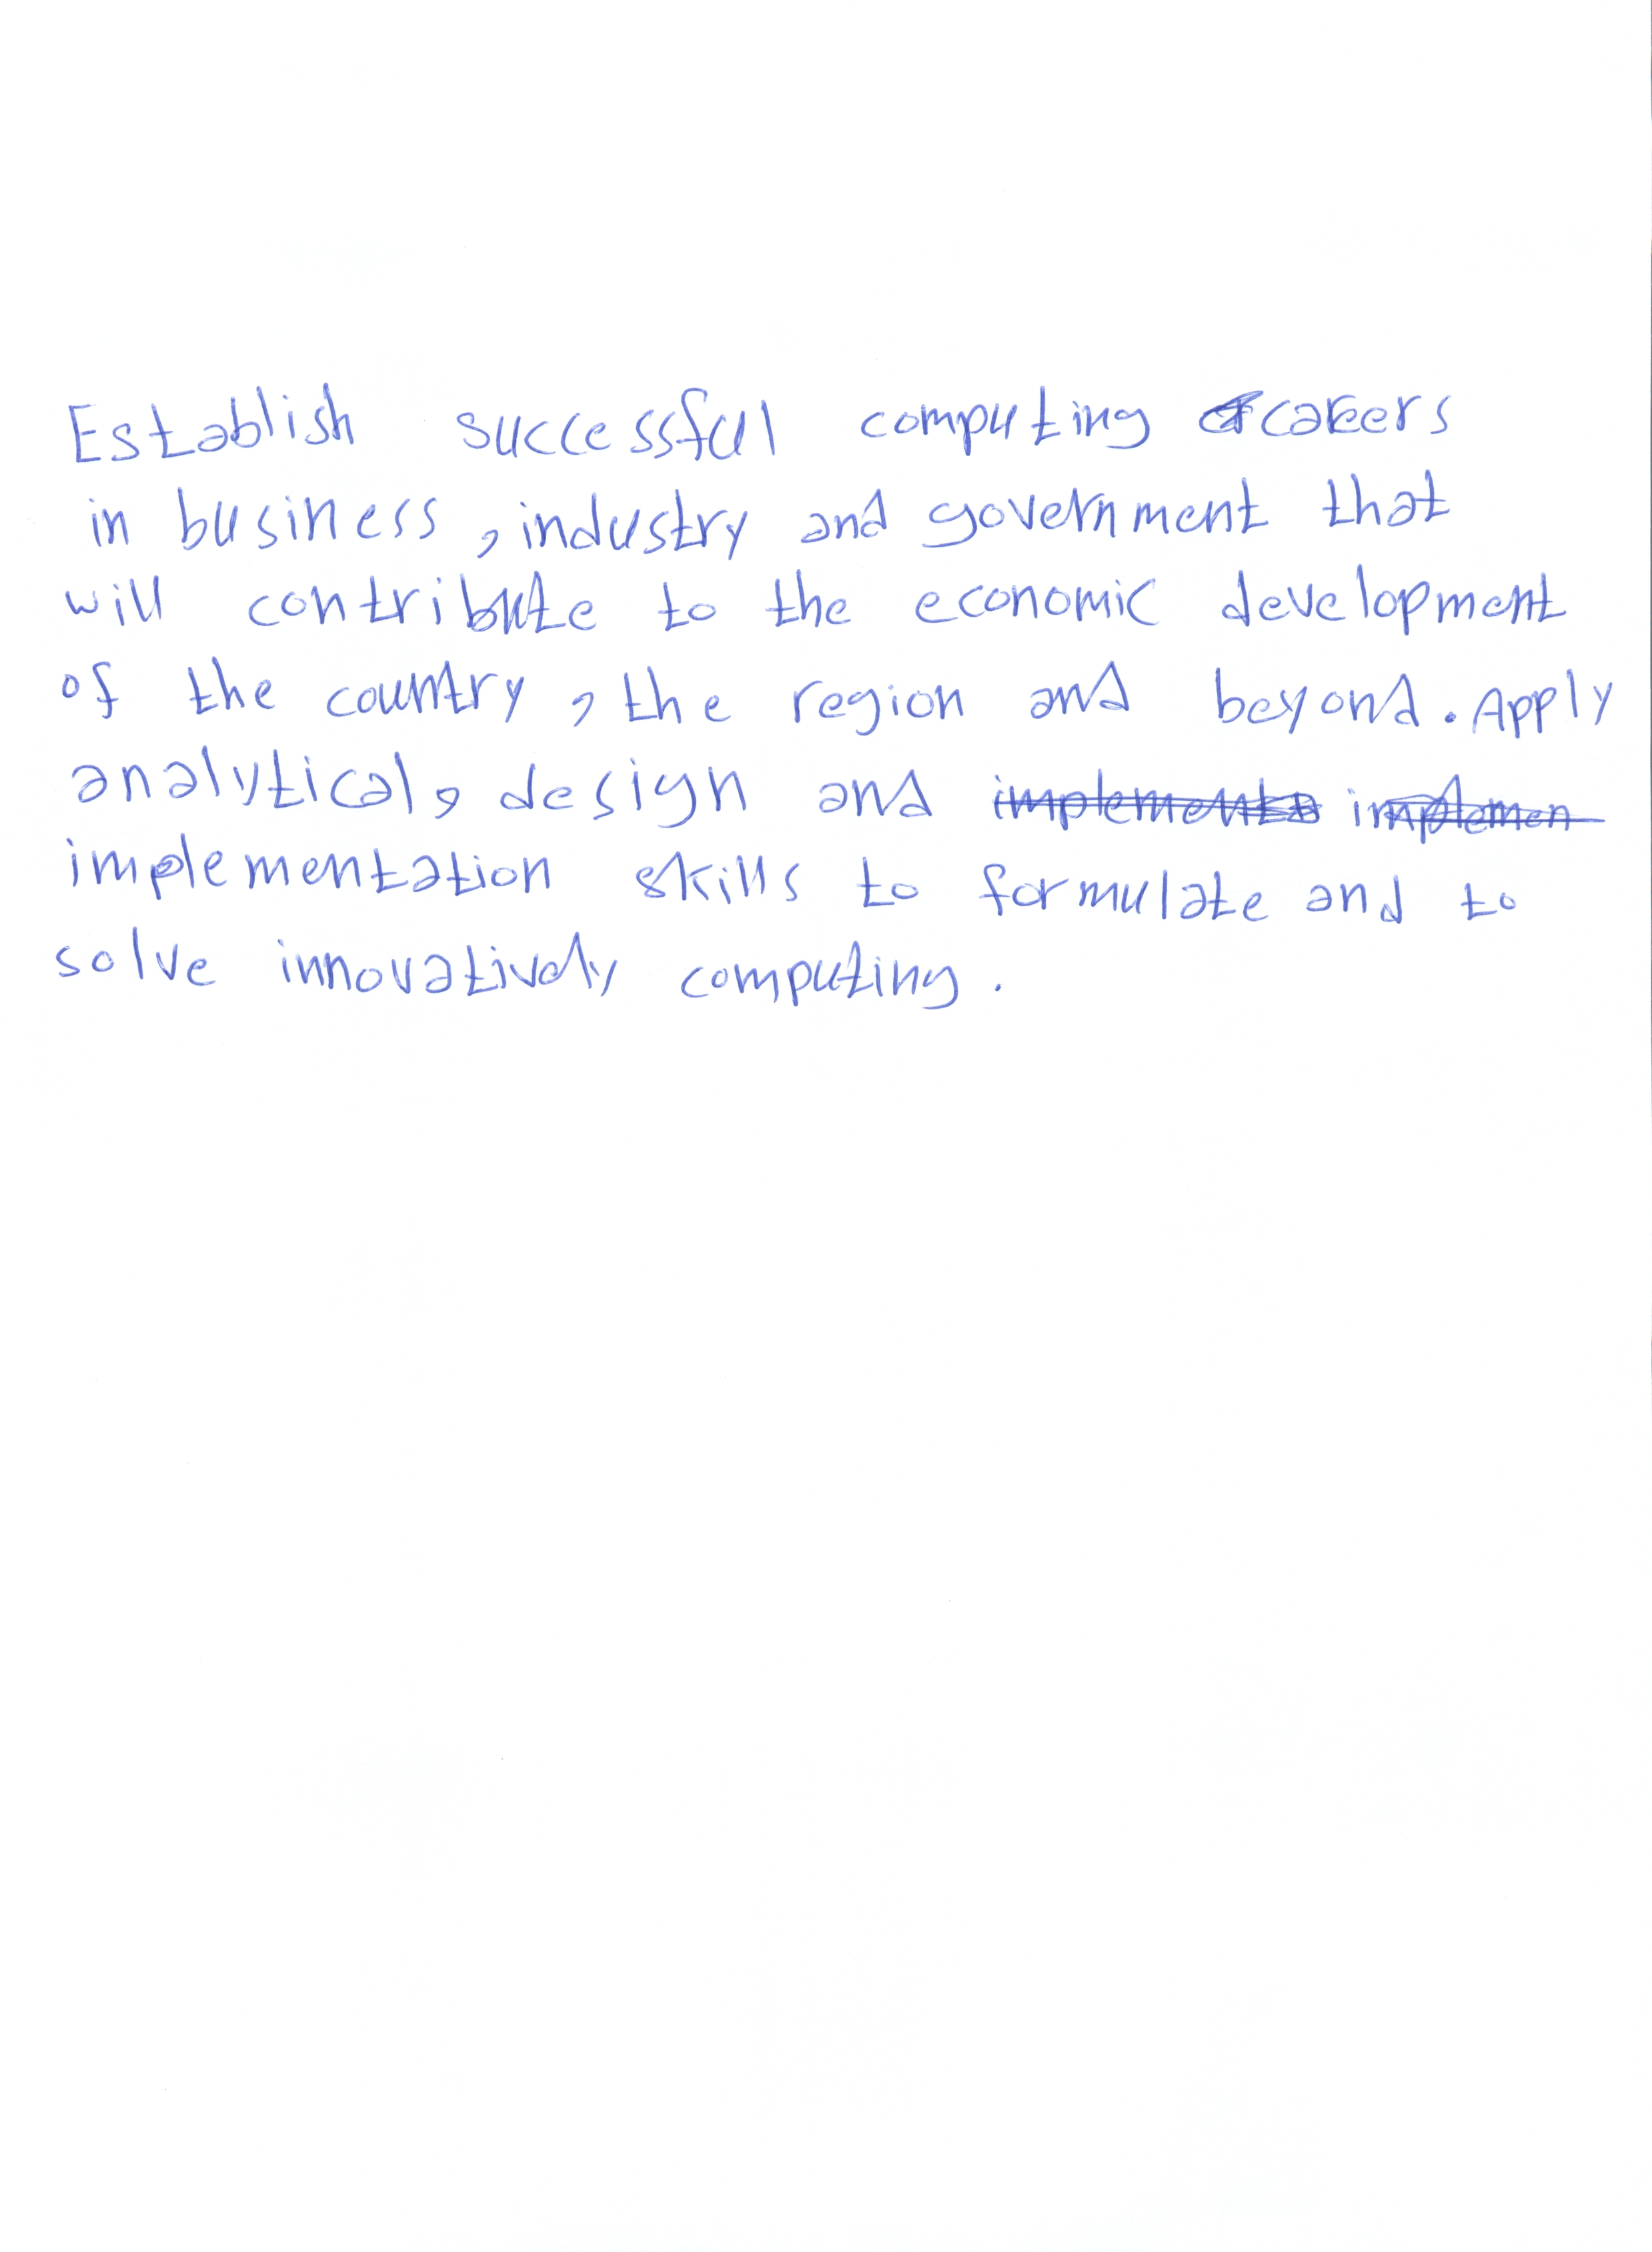 Establish successful computing careers
in business, industry and government that
will contribute to the economic development
of the country, the region and beyond. Apply
analytical, design and
implementation skills to formulate and to
solve innovatively computing.